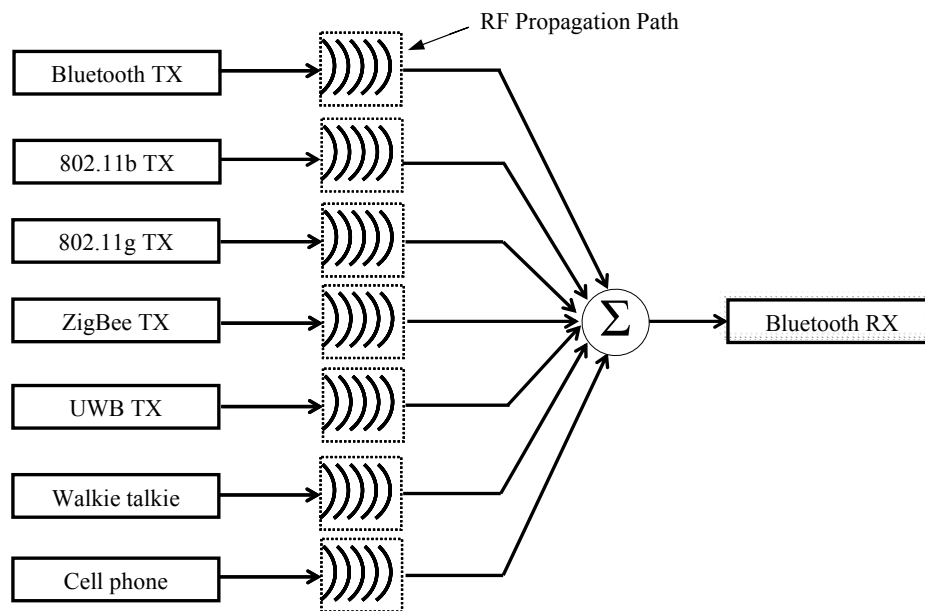 RF Propagation Path
Bluetooth TX
802.11b TX
802.11g TX
ZigBee TX
Σ
Bluetooth RX
UWB TX
Walkie talkie
Cell phone